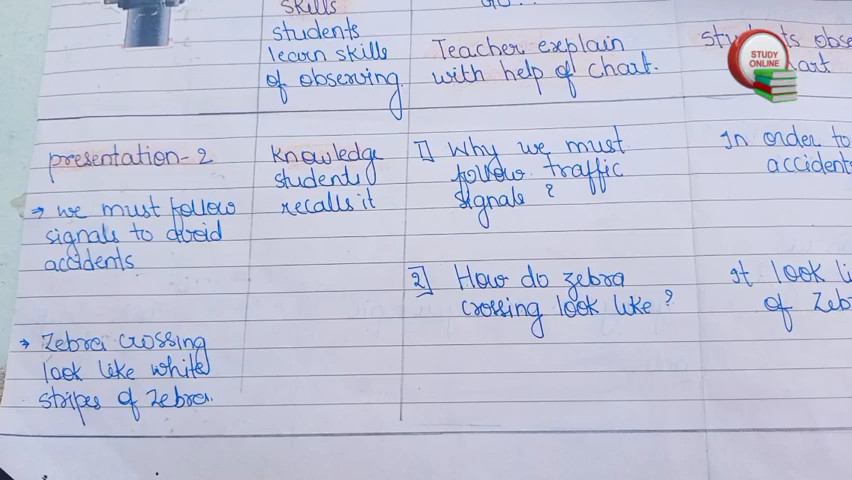 Skills
students
learn skills
of observing
Teacher explain
with help of chart.
STUDY
ONLINE
presentation-2
→ we must follow
signals to avoid
accidents
→ Zebra crossing
look like white
stripes of zebra.
Knowledge
students
recalls it
1] Why we must
follow traffic
signals ?
2] How do zebra
crossing look like ?
In order to
accident
It look li
of Zeb